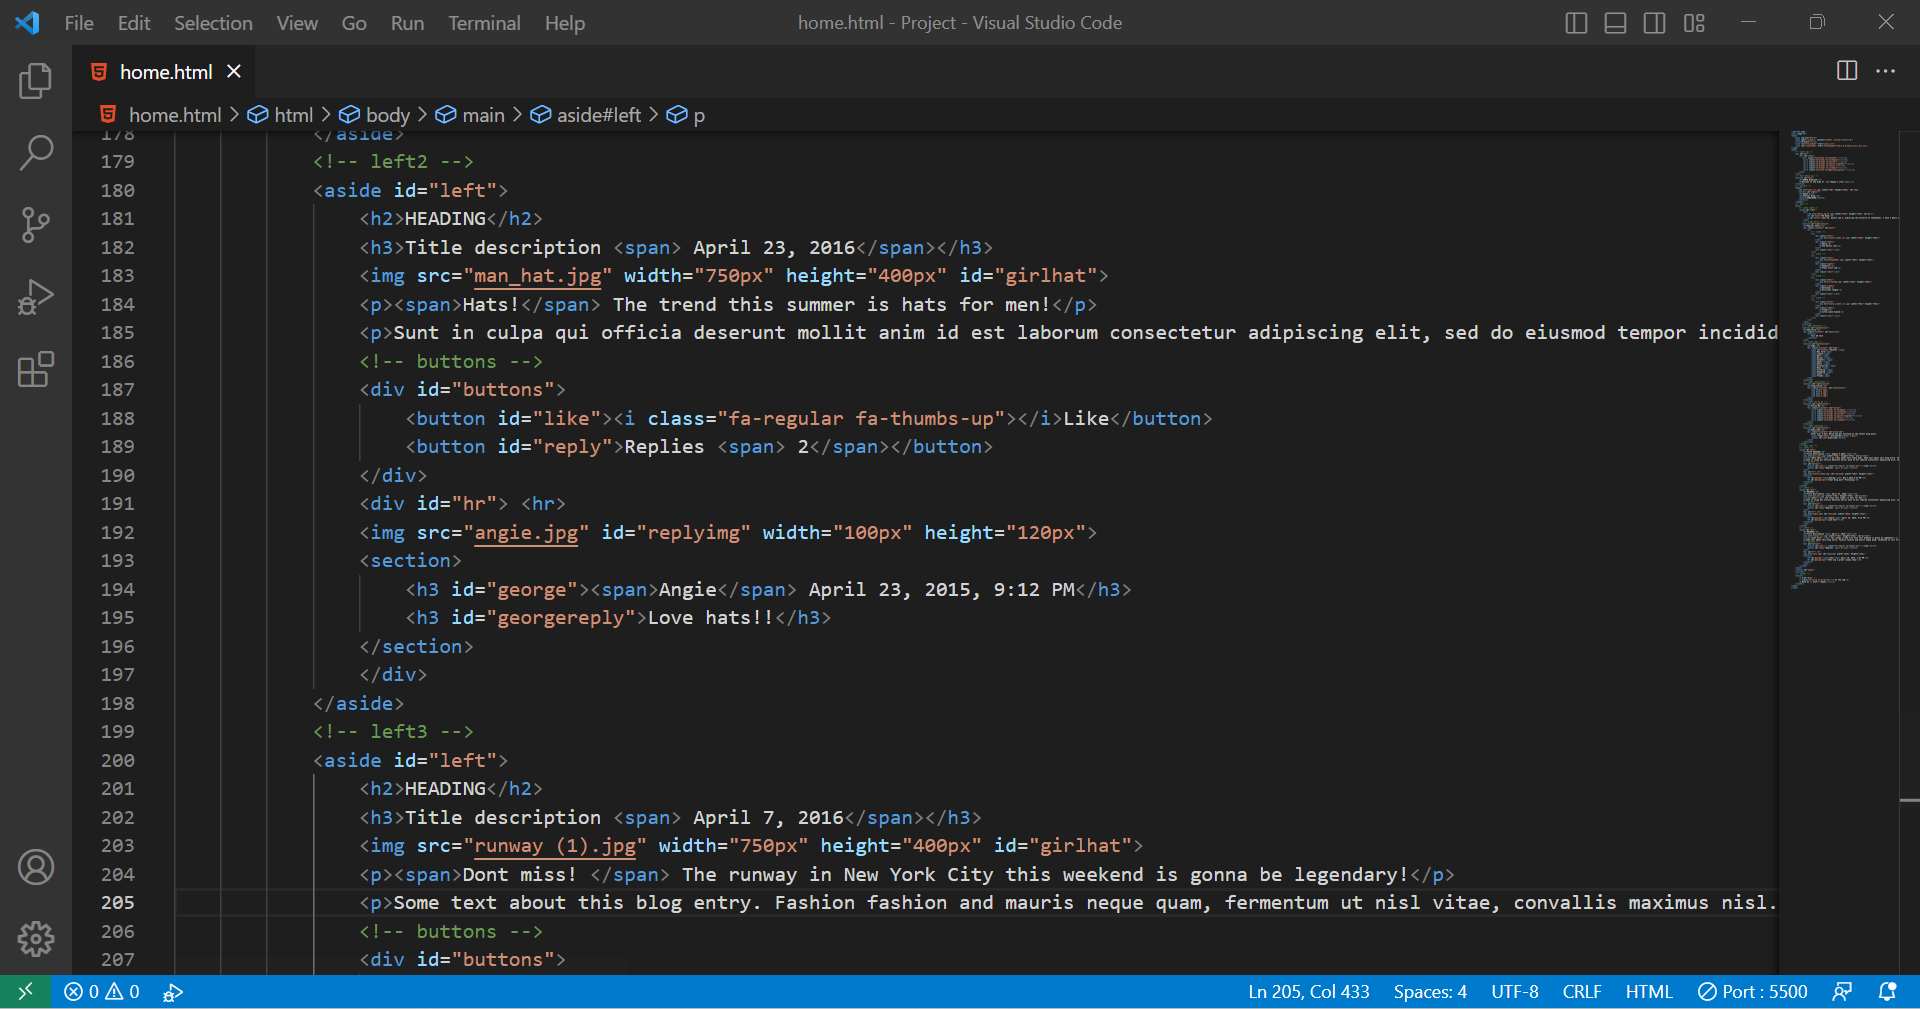 File Edit Selection View Go Run Terminal Help home.html - Project - Visual Studio Code
home.html
home.html > html > body > main > aside#left > p
178 </aside>
179 <!-- left2 -->
180 <aside id="left">
181 <h2>HEADING</h2>
182 <h3>Title description <span> April 23, 2016</span></h3>
183 <img src="man_hat.jpg" width="750px" height="400px" id="girlhat">
184 <p><span>Hats!</span> The trend this summer is hats for men!</p>
185 <p>Sunt in culpa qui officia deserunt mollit anim id est laborum consectetur adipiscing elit, sed do eiusmod tempor incidid
186 <!-- buttons -->
187 <div id="buttons">
188 <button id="like"><i class="fa-regular fa-thumbs-up"></i>Like</button>
189 <button id="reply">Replies <span> 2</span></button>
190 </div>
191 <div id="hr"> <hr>
192 <img src="angie.jpg" id="replyimg" width="100px" height="120px">
193 <section>
194 <h3 id="george"><span>Angie</span> April 23, 2015, 9:12 PM</h3>
195 <h3 id="georgereply">Love hats!!</h3>
196 </section>
197 </div>
198 </aside>
199 <!-- left3 -->
200 <aside id="left">
201 <h2>HEADING</h2>
202 <h3>Title description <span> April 7, 2016</span></h3>
203 <img src="runway (1).jpg" width="750px" height="400px" id="girlhat">
204 <p><span>Dont miss! </span> The runway in New York City this weekend is gonna be legendary!</p>
205 <p>Some text about this blog entry. Fashion fashion and mauris neque quam, fermentum ut nisl vitae, convallis maximus nisl.
206 <!-- buttons -->
207 <div id="buttons">
0 0 Ln 205, Col 433 Spaces: 4 UTF-8 CRLF HTML Port : 5500